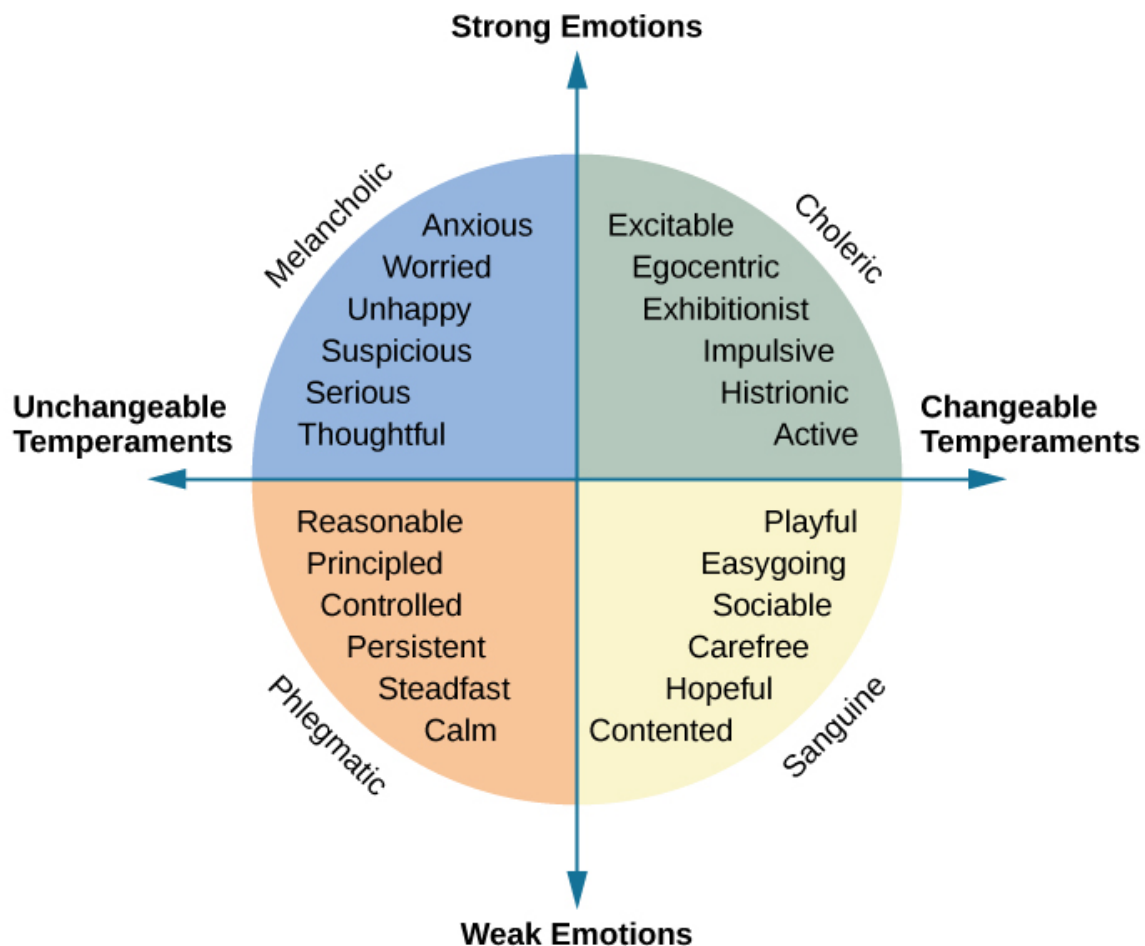 Strong Emotions
Melancholic
Choleric
Anxious
Worried
Unhappy
Suspicious
Serious
Thoughtful
Excitable
Egocentric
Exhibitionist
Impulsive
Histrionic
Active
Unchangeable
Temperaments
Changeable
Temperaments
Reasonable
Principled
Controlled
Persistent
Steadfast
Calm
Playful
Easygoing
Sociable
Carefree
Hopeful
Contented
Phlegmatic
Sanguine
Weak Emotions